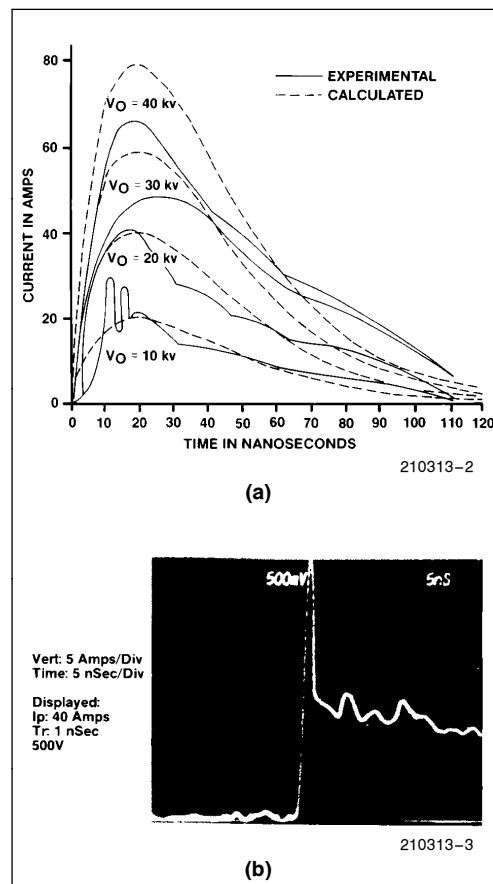 80
60
40
20
0
CURRENT IN AMPS
EXPERIMENTAL
CALCULATED
VO = 40 kv
VO = 30 kv
VO = 20 kv
VO = 10 kv
0 10 20 30 40 50 60 70 80 90 100 110 120
TIME IN NANOSECONDS
210313–2
(a)
500mV 5nS
Vert: 5 Amps/Div
Time: 5 nSec/Div
Displayed:
Ip: 40 Amps
Tr: 1 nSec
500V
210313–3
(b)